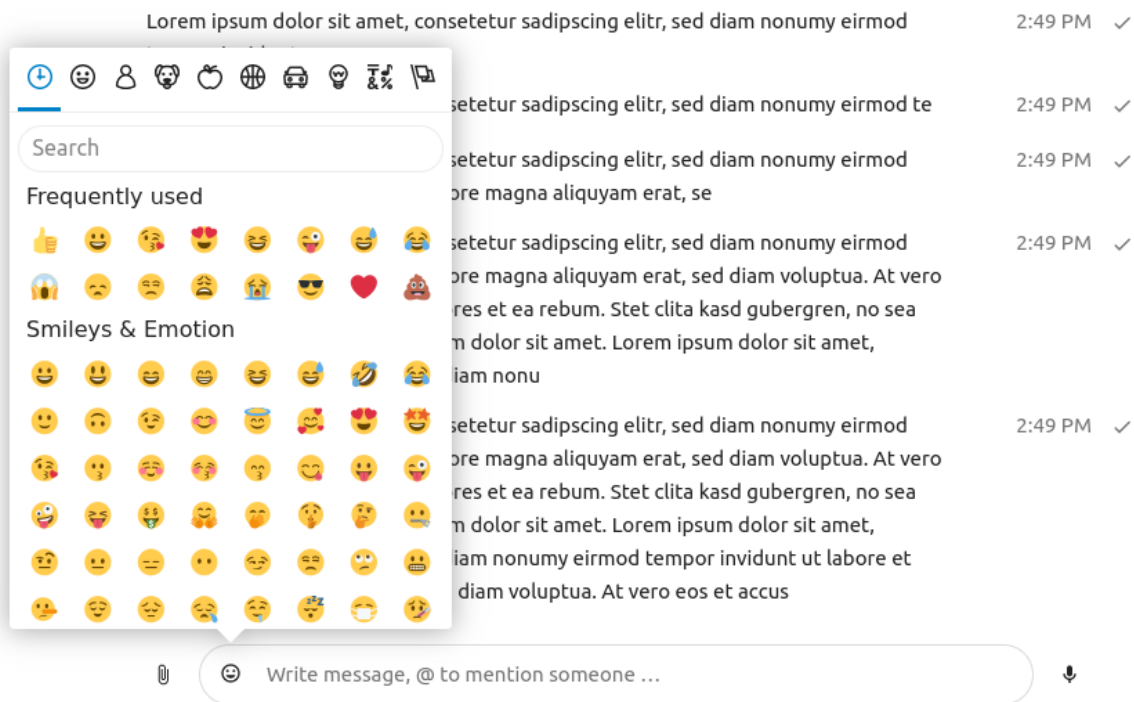 Lorem ipsum dolor sit amet, consetetur sadipscing elitr, sed diam nonumy eirmod 2:49 PM
Search
Frequently used
Smileys & Emotion
setetur sadipscing elitr, sed diam nonumy eirmod te 2:49 PM
setetur sadipscing elitr, sed diam nonumy eirmod 2:49 PM
ore magna aliquyam erat, se
setetur sadipscing elitr, sed diam nonumy eirmod 2:49 PM
ore magna aliquyam erat, sed diam voluptua. At vero
res et ea rebum. Stet clita kasd gubergren, no sea
m dolor sit amet. Lorem ipsum dolor sit amet,
iam nonu
setetur sadipscing elitr, sed diam nonumy eirmod 2:49 PM
ore magna aliquyam erat, sed diam voluptua. At vero
res et ea rebum. Stet clita kasd gubergren, no sea
m dolor sit amet. Lorem ipsum dolor sit amet,
iam nonumy eirmod tempor invidunt ut labore et
diam voluptua. At vero eos et accus
Write message, @ to mention someone …